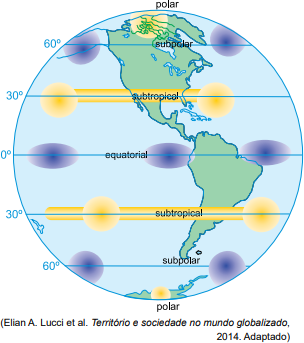 polar
60°
subpolar
30°
subtropical
0°
equatorial
30°
subtropical
60°
subpolar
polar
(Elian A. Lucci et al. Território e sociedade no mundo globalizado,
2014. Adaptado)